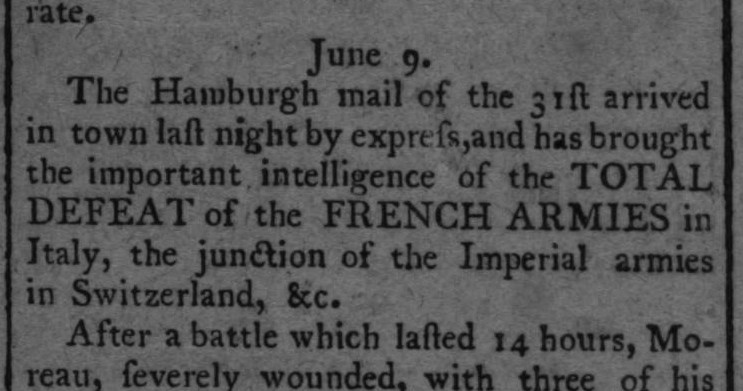 rate.
June 9.
The Hamburgh mail of the 31ſt arrived
in town laſt night by expreſs,and has brought
the important intelligence of the TOTAL
DEFEAT of the FRENCH ARMIES in
Italy, the junction of the Imperial armies
in Switzerland, &c.
After a battle which laſted 14 hours, Mo-
reau, ſeverely wounded, with three of his